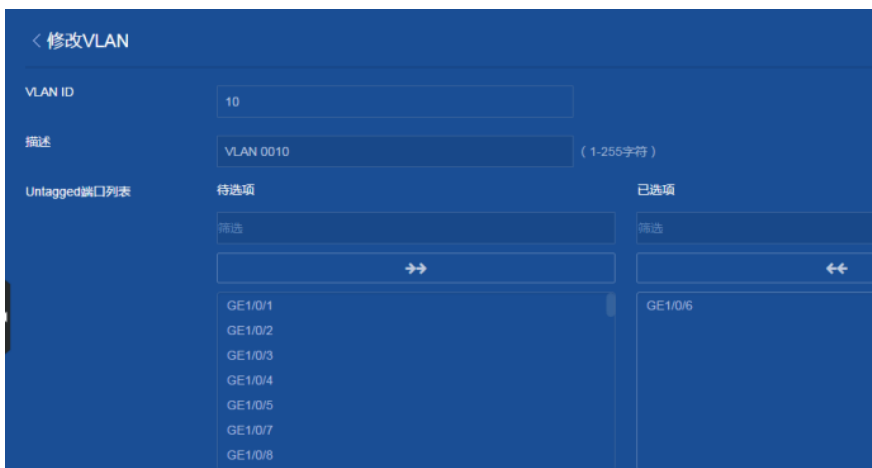 修改VLAN
VLAN ID
10
描述
VLAN 0010
（1-255字符）
Untagged端口列表
待选项
已选项
筛选
筛选
GE1/0/1
GE1/0/6
GE1/0/2
GE1/0/3
GE1/0/4
GE1/0/5
GE1/0/7
GE1/0/8